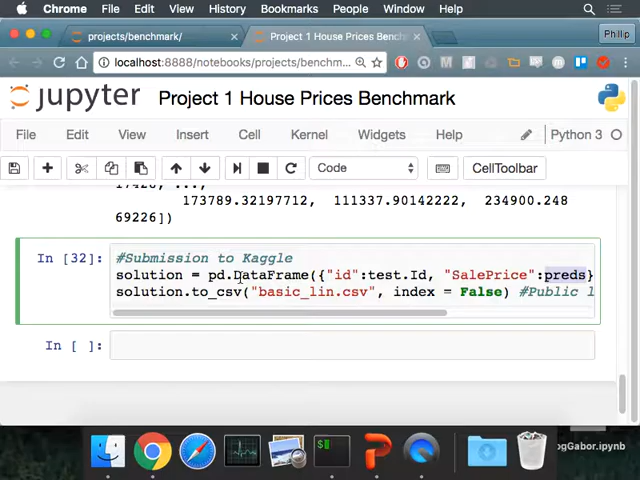 Chrome File Edit View History Bookmarks People Window Help
projects/benchmark/ Project 1 House Prices Bench Philip
localhost:8888/notebooks/projects/benchm...
jupyter Project 1 House Prices Benchmark
File Edit View Insert Cell Kernel Widgets Help Python 3
Code CellToolbar
17426, ...,
173789.32197712, 111337.90142222, 234900.248
69226])
In [32]: #Submission to Kaggle
solution = pd.DataFrame({"id":test.Id, "SalePrice":preds}
solution.to_csv("basic_lin.csv", index = False) #Public l
In [ ]:
ogGabor.ipynb